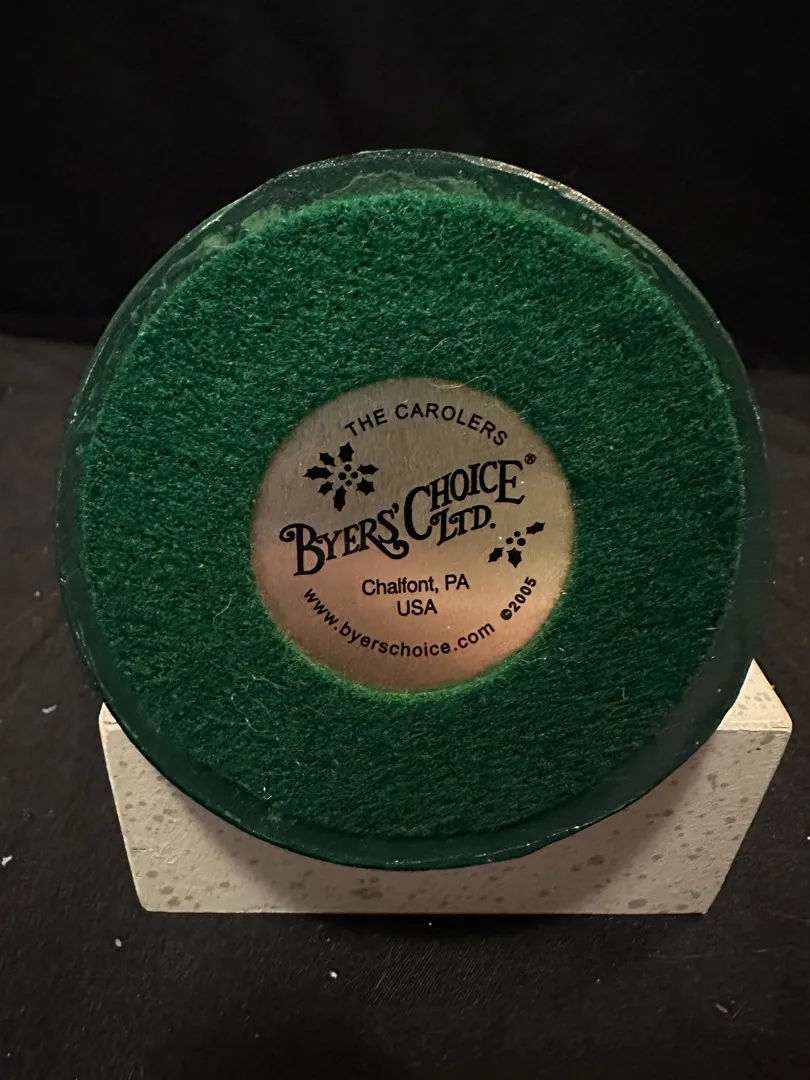 THE CAROLERS
BYERS' CHOICE®
LTD.
Chalfont, PA
USA
www.byerschoice.com ©2005